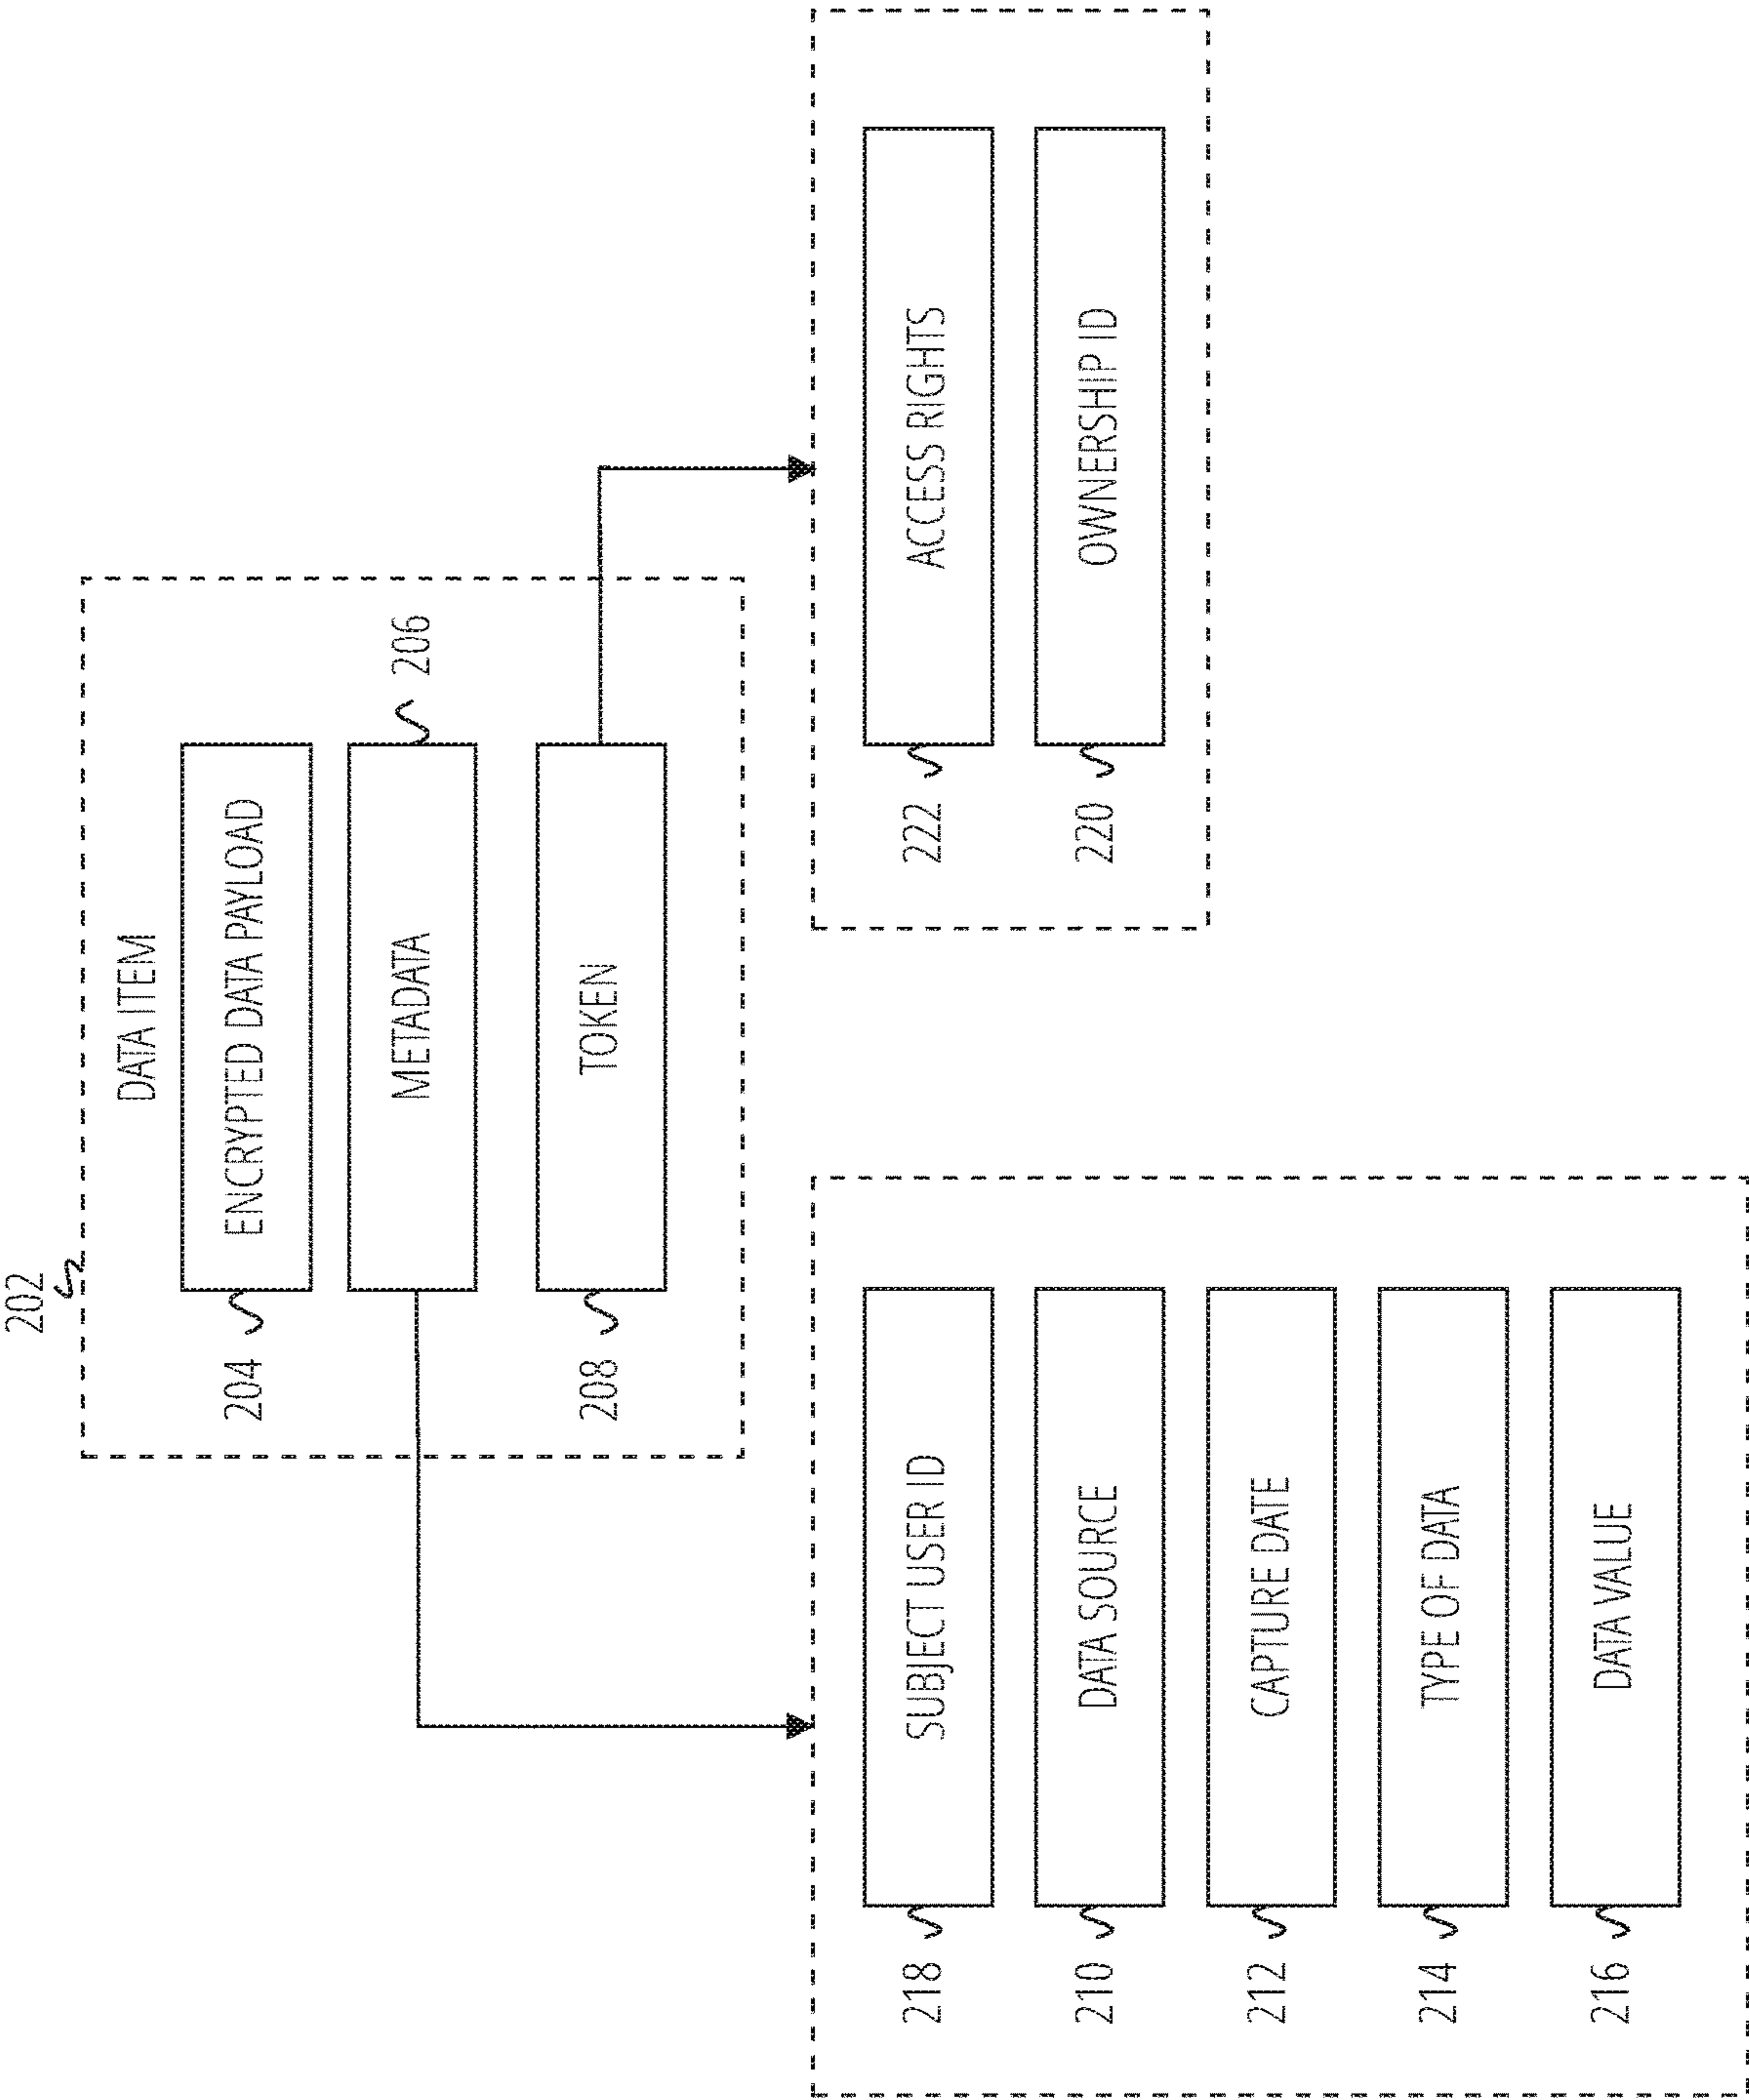 202
DATA ITEM
204 ENCRYPTED DATA PAYLOAD
METADATA 206
208 TOKEN
218 SUBJECT USER ID
210 DATA SOURCE
212 CAPTURE DATE
214 TYPE OF DATA
216 DATA VALUE
222 ACCESS RIGHTS
220 OWNERSHIP ID